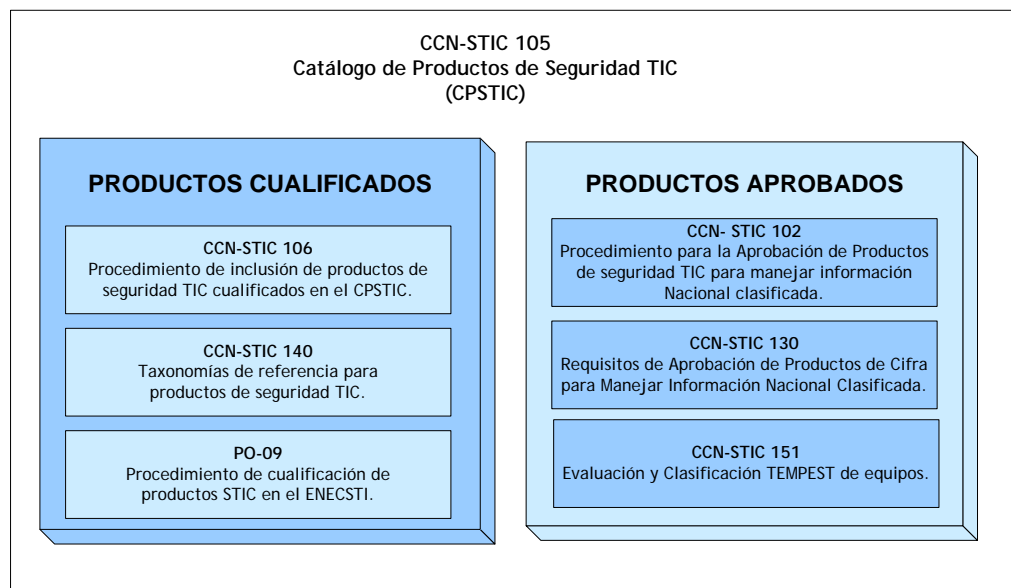 CCN-STIC 105
Catálogo de Productos de Seguridad TIC
(CPSTIC)
PRODUCTOS CUALIFICADOS
CCN-STIC 106
Procedimiento de inclusión de productos de
seguridad TIC cualificados en el CPSTIC.
CCN-STIC 140
Taxonomías de referencia para
productos de seguridad TIC.
PO-09
Procedimiento de cualificación de
productos STIC en el ENECSTI.
PRODUCTOS APROBADOS
CCN- STIC 102
Procedimiento para la Aprobación de Productos
de seguridad TIC para manejar información
Nacional clasificada.
CCN-STIC 130
Requisitos de Aprobación de Productos de Cifra
para Manejar Información Nacional Clasificada.
CCN-STIC 151
Evaluación y Clasificación TEMPEST de equipos.